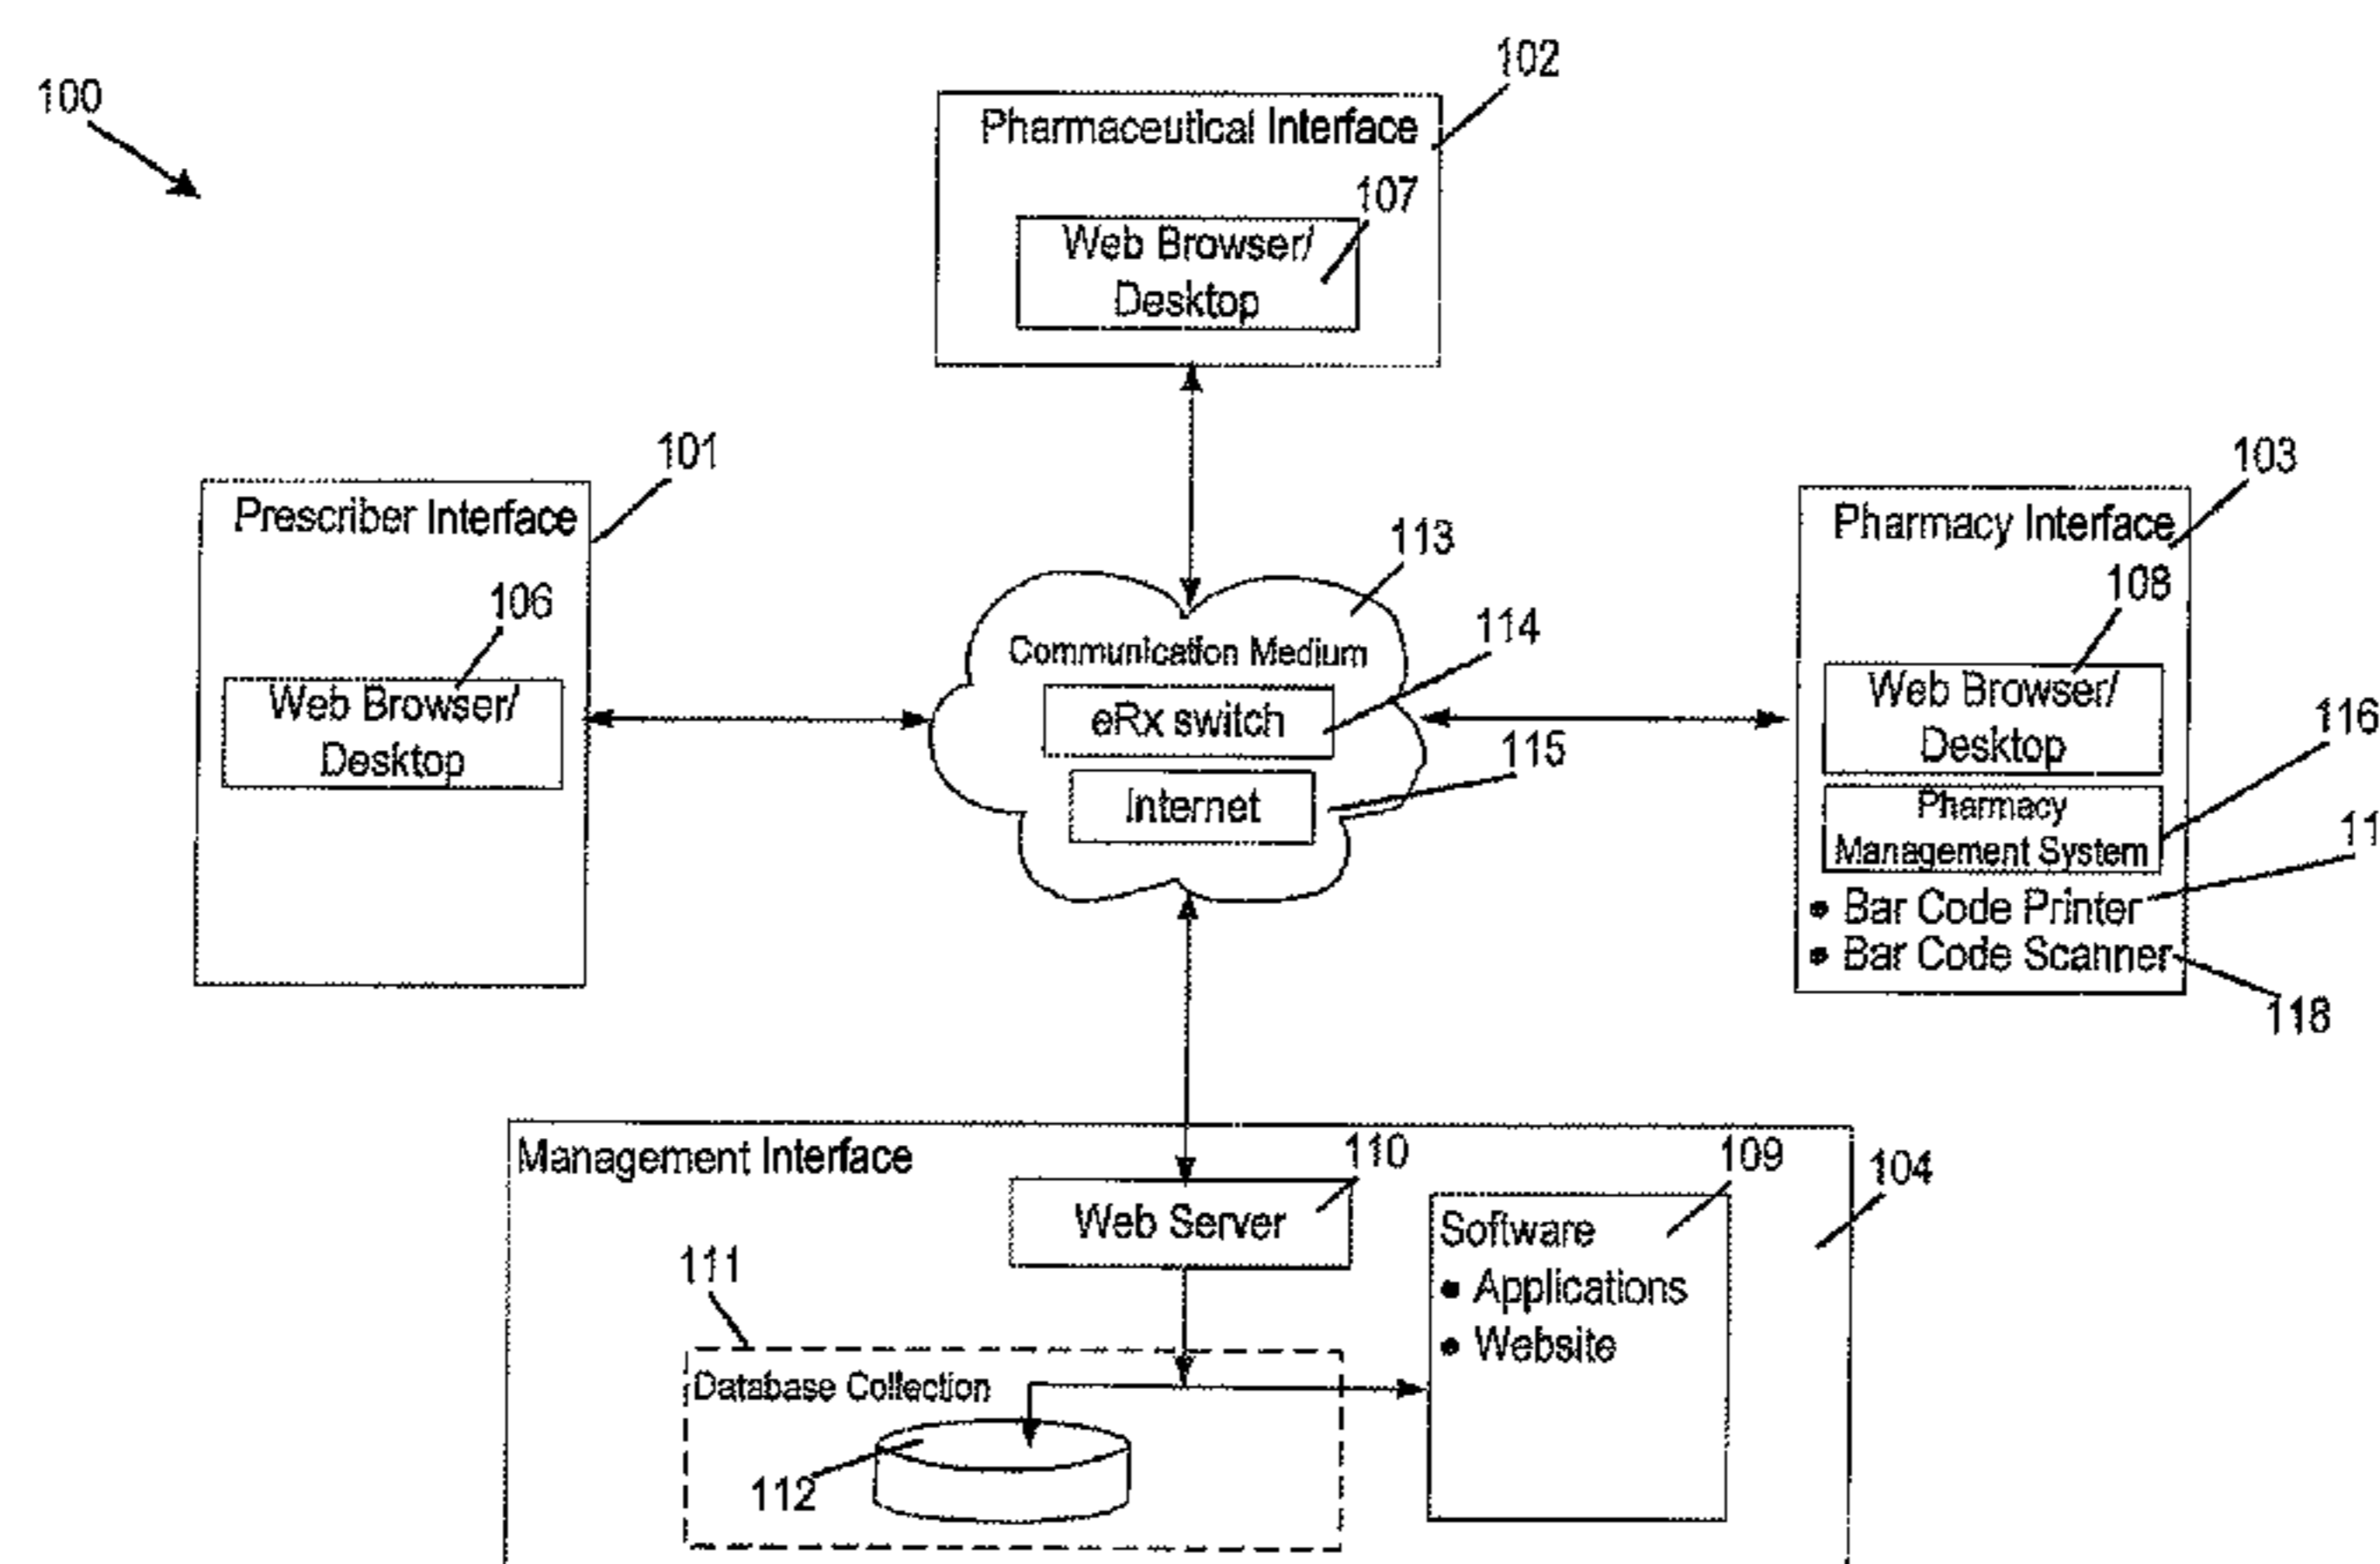 100
102
Pharmaceutical Interface
107
Web Browser/
Desktop
101
Prescriber Interface
106
Web Browser/
Desktop
113
Communication Medium
114
eRx switch
115
Internet
103
Pharmacy Interface
108
Web Browser/
Desktop
116
Pharmacy
Management System
11
• Bar Code Printer
• Bar Code Scanner
118
Management Interface
110
Web Server
109
104
Software
• Applications
• Website
111
Database Collection
112